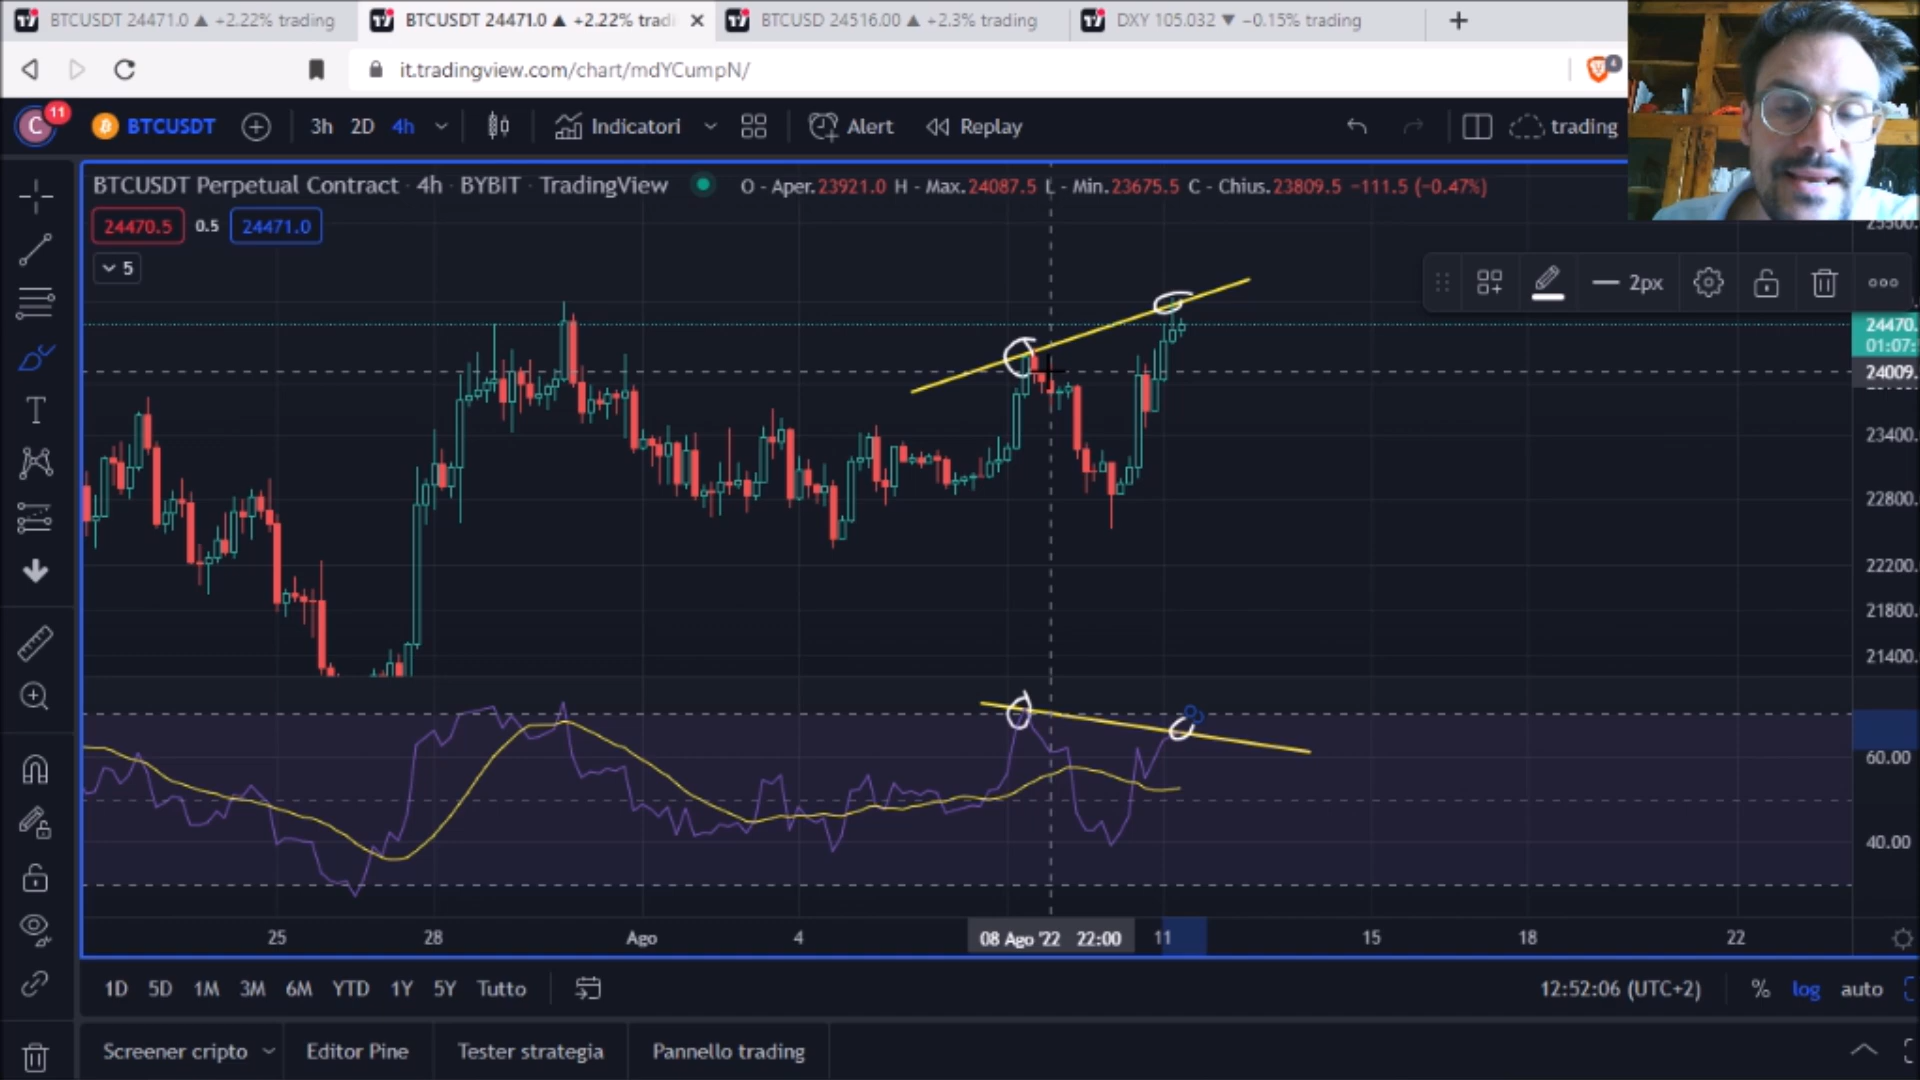 BTCUSDT 24471.0 ▲ +2.22% trading
BTCUSDT 24471.0 ▲ +2.22% tradi
BTCUSD 24516.00 ▲ +2.3% trading
DXY 105.032 ▼ −0.15% trading
it.tradingview.com/chart/mdYCumpN/
4
C
11
BTCUSDT
3h 2D 4h
Indicatori
Alert
Replay
trading
BTCUSDT Perpetual Contract · 4h · BYBIT · TradingView
O - Aper.23921.0 H - Max.24087.5 L - Min.23675.5 C - Chius.23809.5 −111.5 (−0.47%)
24470.5 0.5 24471.0
5
2px
24470.
01:07:
24009.
23400.
22800.
22200.
21800.
21400.
60.00
40.00
25 28 Ago 4 08 Ago '22 22:00 11 15 18 22
1D 5D 1M 3M 6M YTD 1Y 5Y Tutto
12:52:06 (UTC+2) % log auto
Screener cripto Editor Pine Tester strategia Pannello trading